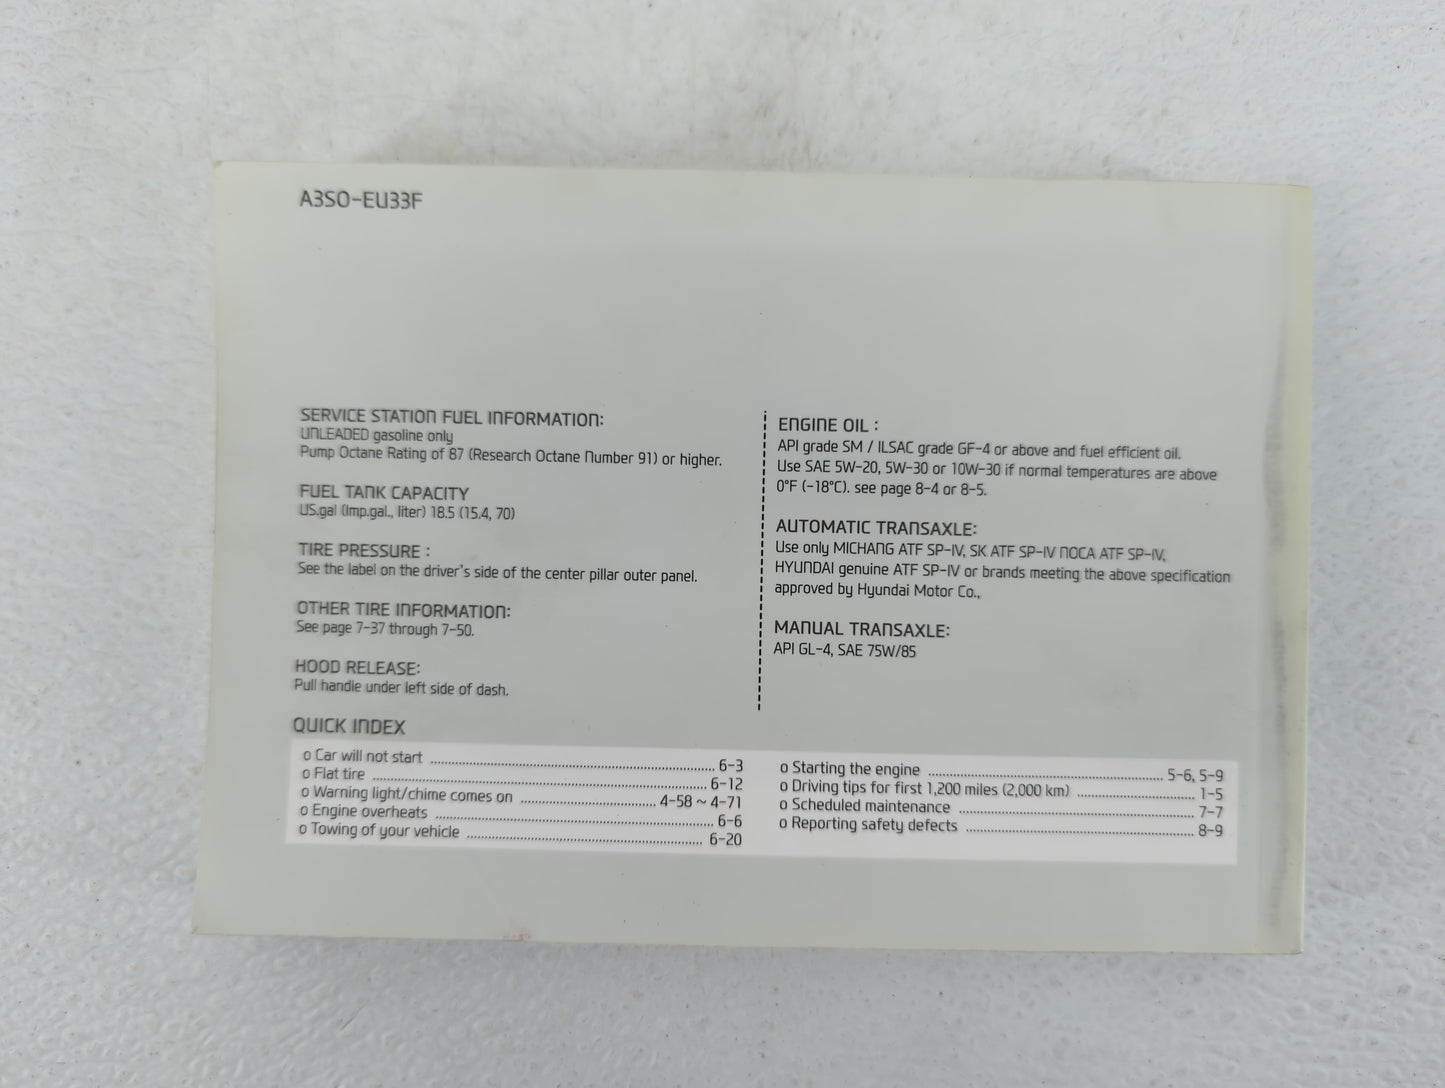 A3SO-EU33F
SERVICE STATION FUEL INFORMATION:
UNLEADED gasoline only
Pump Octane Rating of 87 (Research Octane Number 91) or higher.
FUEL TANK CAPACITY
US.gal (imp.gal., liter) 18.5 (15.4, 70)
TIRE PRESSURE :
See the label on the driver's side of the center pillar outer panel.
OTHER TIRE INFORMATION:
See page 7-37 through 7-50.
HOOD RELEASE:
Pull handle under left side of dash.
ENGINE OIL :
API grade SM / ILSAC grade GF-4 or above and fuel efficient oil.
Use SAE 5W-20, 5W-30 or 10W-30 if normal temperatures are above
0°F (-18°C). see page 8-4 or 8-5.
AUTOMATIC TRANSAXLE:
Use only MICHANG ATF SP-IV, SK ATF SP-IV NOCA ATF SP-IV,
HYUNDAI genuine ATF SP-IV or brands meeting the above specification
approved by Hyundai Motor Co.,
MANUAL TRANSAXLE:
API GL-4, SAE 75W/85
QUICK INDEX
o Car will not start ........ 6-3
o Flat tire ........ 6-12
o Warning light/chime comes on ........ 4-58 ~ 4-71
o Engine overheats ........ 6-6
o Towing of your vehicle ........ 6-20
o Starting the engine ........ 5-6, 5-9
o Driving tips for first 1,200 miles (2,000 km) ........ 1-5
o Scheduled maintenance ........ 7-7
o Reporting safety defects ........ 8-9